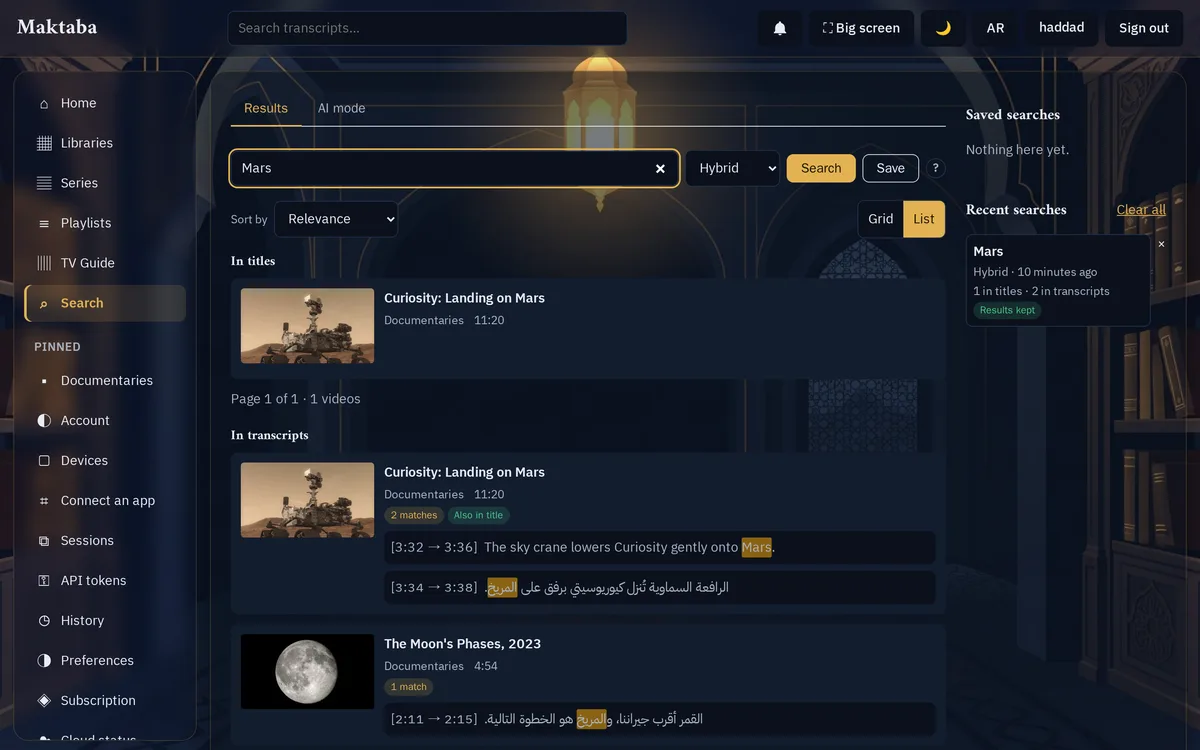 Maktaba
Search transcripts...
Big screen
AR
haddad
Sign out
Home
Libraries
Series
Playlists
TV Guide
Search
PINNED
Documentaries
Account
Devices
Connect an app
Sessions
API tokens
History
Preferences
Subscription
Cloud status
Results
AI mode
Mars
Hybrid
Search
Save
?
Sort by
Relevance
Grid
List
In titles
Curiosity: Landing on Mars
Documentaries 11:20
Page 1 of 1 · 1 videos
In transcripts
Curiosity: Landing on Mars
Documentaries 11:20
2 matches
Also in title
[3:32 → 3:36] The sky crane lowers Curiosity gently onto Mars.
[3:34 → 3:38] الرافعة السماوية تُنزل كيوريوسيتي برفق على المريخ.
The Moon's Phases, 2023
Documentaries 4:54
1 match
[2:11 → 2:15] القمر أقرب جيراننا، والمريخ هو الخطوة التالية.
Saved searches
Nothing here yet.
Recent searches
Clear all
Mars
Hybrid · 10 minutes ago
1 in titles · 2 in transcripts
Results kept